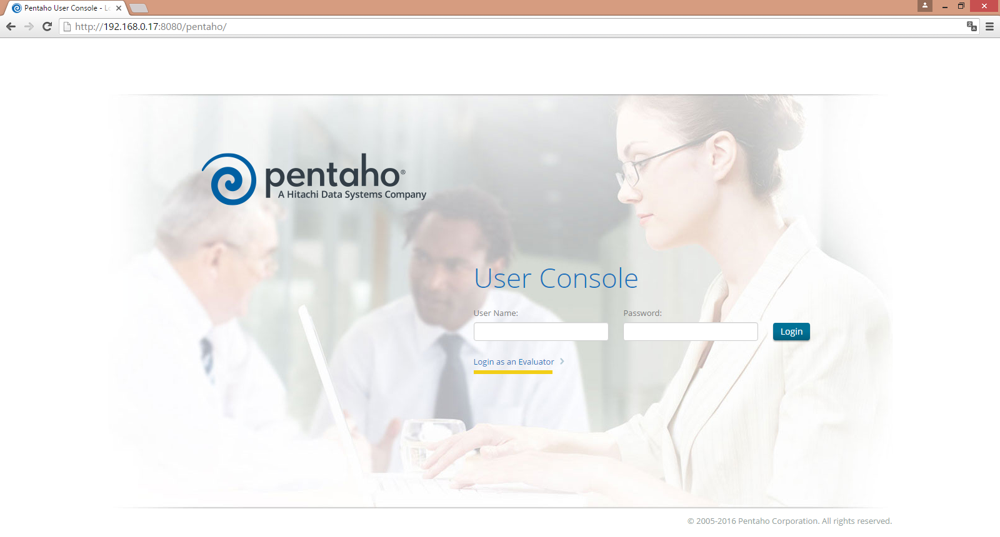 Pentaho User Console - Lo
http://192.168.0.17:8080/pentaho/
pentaho®
A Hitachi Data Systems Company
User Console
User Name:
Password:
Login
Login as an Evaluator
© 2005-2016 Pentaho Corporation. All rights reserved.